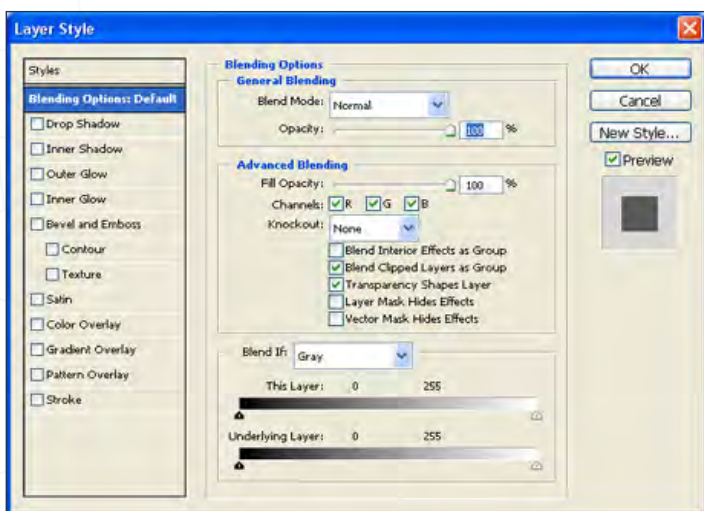 Layer Style
Styles
Blending Options: Default
Drop Shadow
Inner Shadow
Outer Glow
Inner Glow
Bevel and Emboss
Contour
Texture
Satin
Color Overlay
Gradient Overlay
Pattern Overlay
Stroke
Blending Options
General Blending
Blend Mode: Normal
Opacity: 100 %
Advanced Blending
Fill Opacity: 100 %
Channels: R G B
Knockout: None
Blend Interior Effects as Group
Blend Clipped Layers as Group
Transparency Shapes Layer
Layer Mask Hides Effects
Vector Mask Hides Effects
Blend If: Gray
This Layer: 0 255
Underlying Layer: 0 255
OK
Cancel
New Style...
Preview